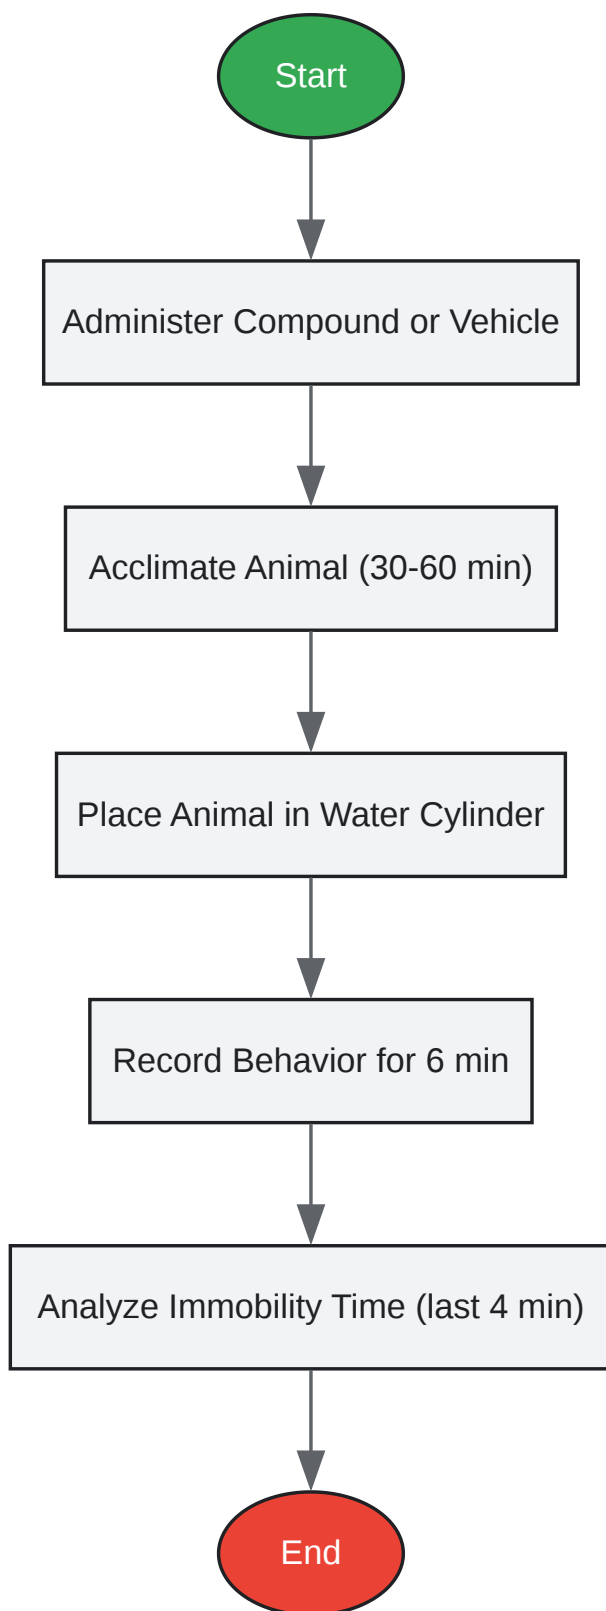 Start
Administer Compound or Vehicle
Acclimate Animal (30-60 min)
Place Animal in Water Cylinder
Record Behavior for 6 min
Analyze Immobility Time (last 4 min)
End